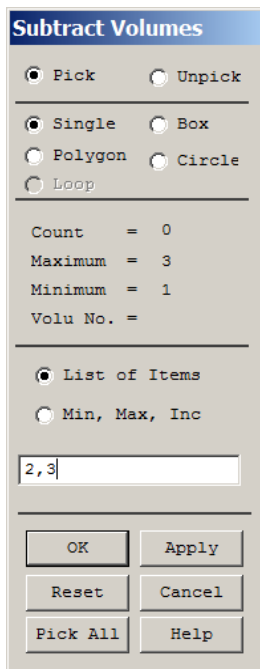 Subtract Volumes
Pick Unpick
Single Box
Polygon Circle
Loop
Count = 0
Maximum = 3
Minimum = 1
Volu No. =
List of Items
Min, Max, Inc
2,3
OK Apply
Reset Cancel
Pick All Help